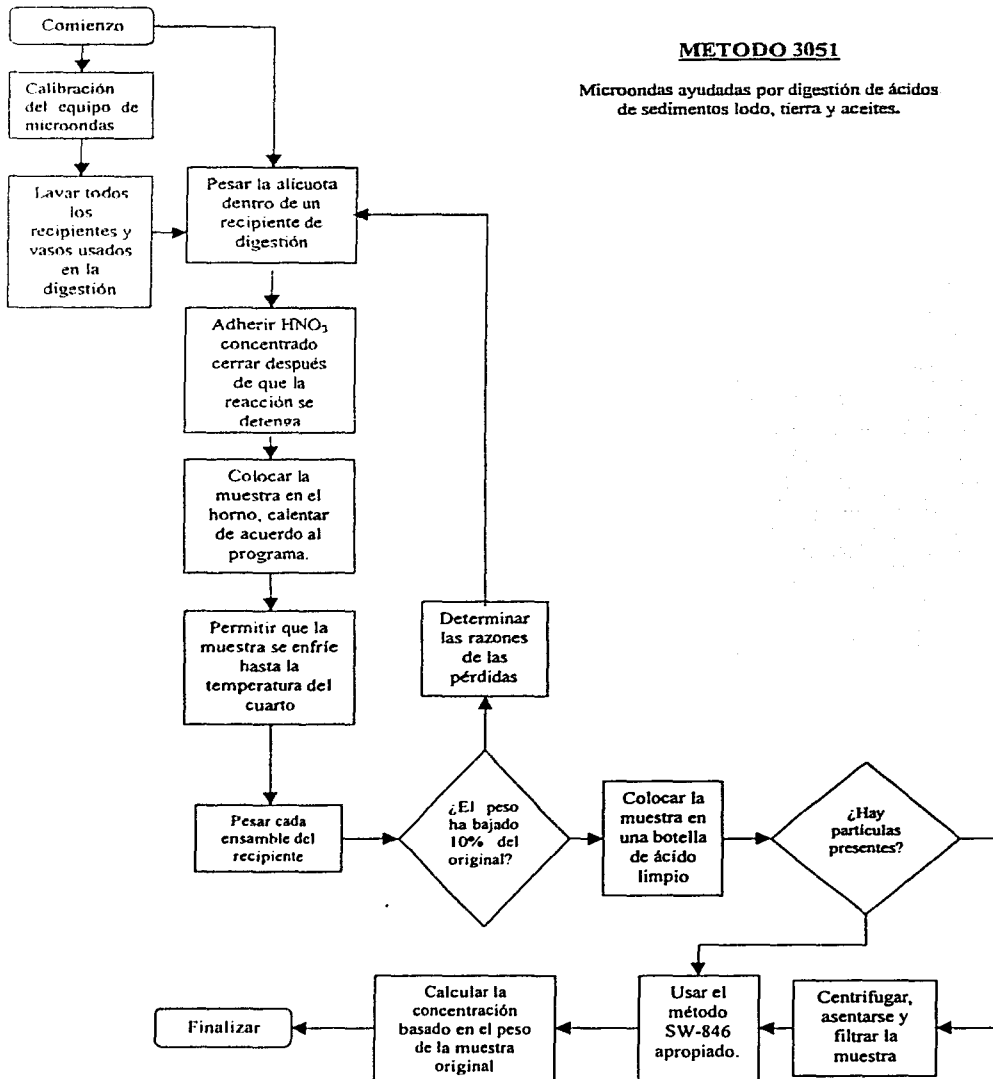 Comienzo
METODO 3051
Microondas ayudadas por digestión de ácidos
de sedimentos lodo, tierra y aceites.
Calibración
del equipo de
microondas
Lavar todos
los
recipientes y
vasos usados
en la
digestión
Pesar la alicuota
dentro de un
recipiente de
digestión
Adherir HNO₃
concentrado
cerrar después
de que la
reacción se
detenga
Colocar la
muestra en el
horno, calentar
de acuerdo al
programa.
Permitir que la
muestra se enfríe
hasta la
temperatura del
cuarto
Determinar
las razones
de las
pérdidas
Pesar cada
ensamble del
recipiente
¿El peso
ha bajado
10% del
original?
Colocar la
muestra en
una botella
de ácido
limpio
¿Hay
partículas
presentes?
Finalizar
Calcular la
concentración
basado en el peso
de la muestra
original
Usar el
método
SW-846
apropiado.
Centrifugar,
asentarse y
filtrar la
muestra